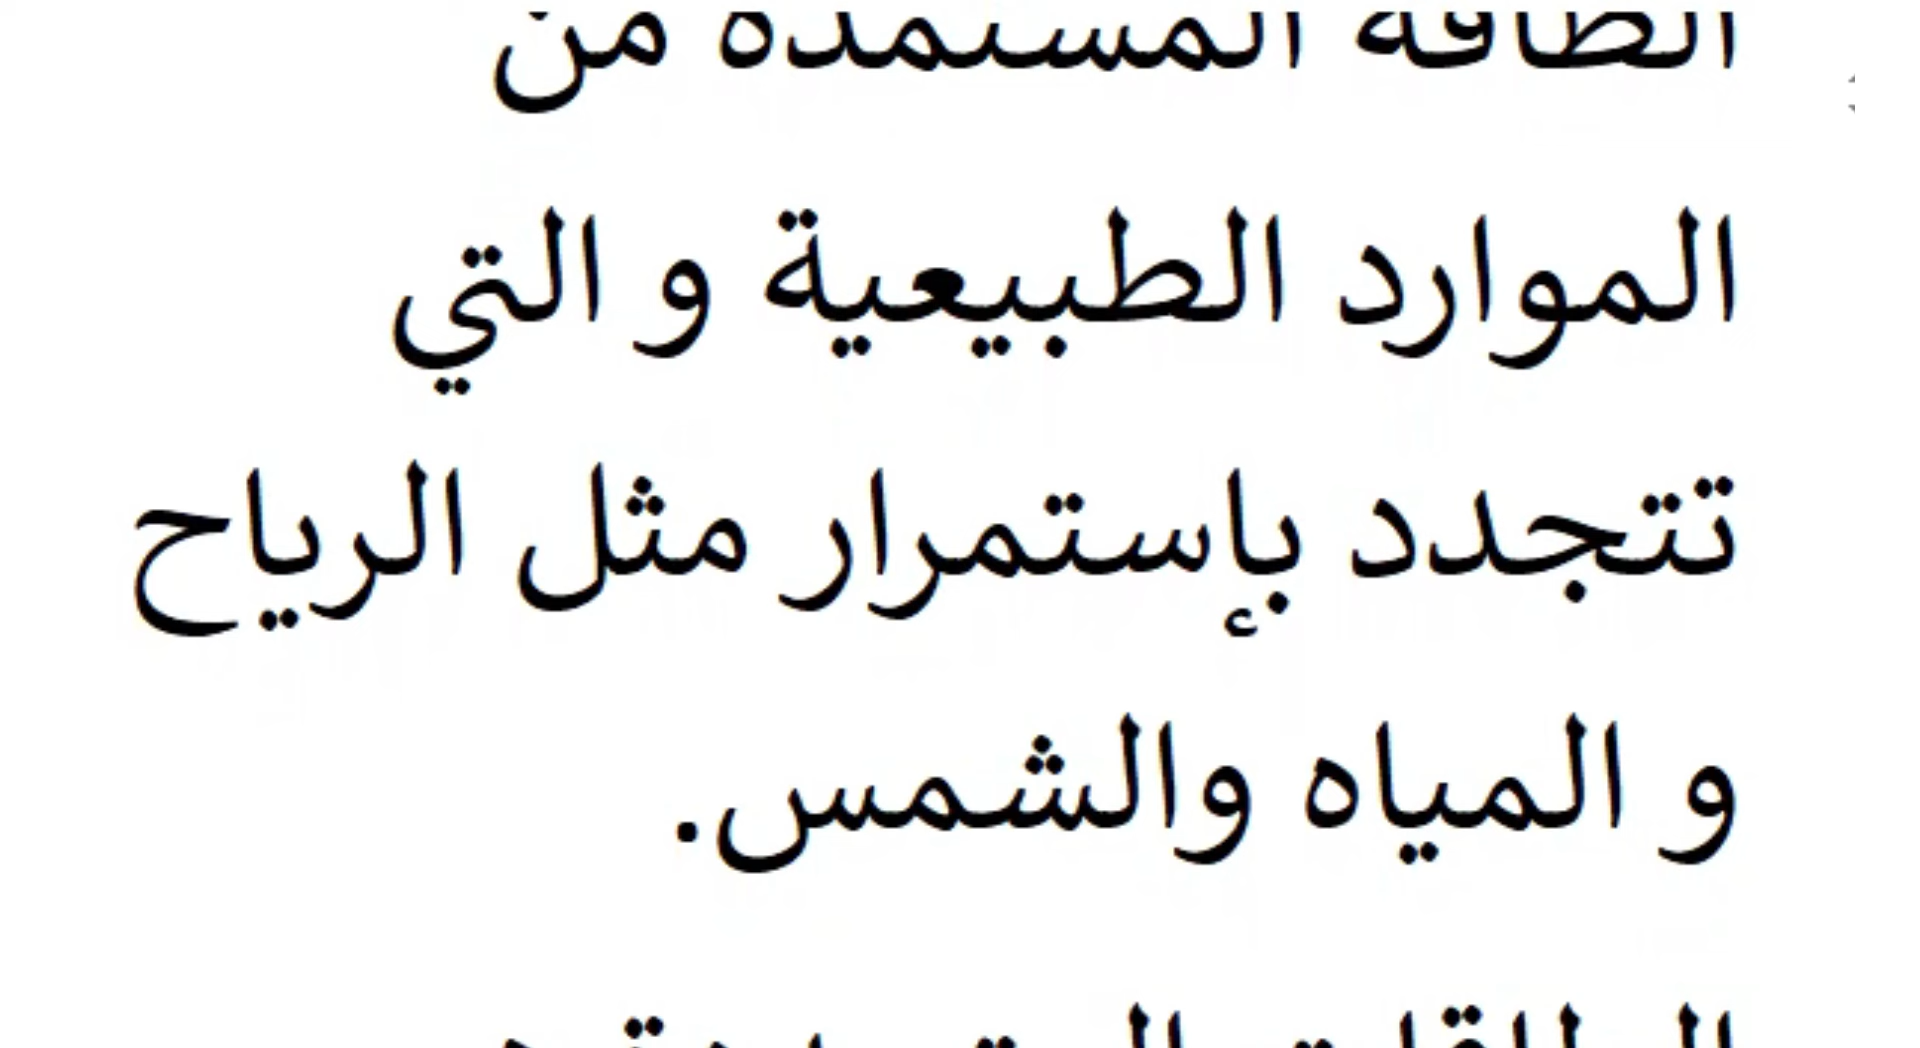 الطاقة المستمدة من
الموارد الطبيعية و التي
تتجدد بإستمرار مثل الرياح
و المياه والشمس.